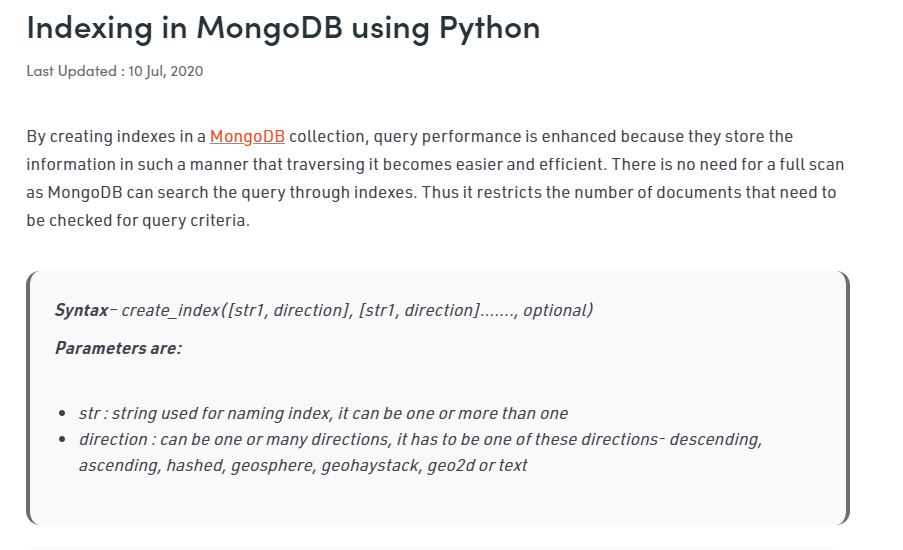 Indexing in MongoDB using Python
Last Updated : 10 Jul, 2020
By creating indexes in a MongoDB collection, query performance is enhanced because they store the
information in such a manner that traversing it becomes easier and efficient. There is no need for a full scan
as MongoDB can search the query through indexes. Thus it restricts the number of documents that need to
be checked for query criteria.
Syntax– create_index([str1, direction], [str1, direction]……., optional)
Parameters are:
• str : string used for naming index, it can be one or more than one
• direction : can be one or many directions, it has to be one of these directions- descending,
ascending, hashed, geosphere, geohaystack, geo2d or text